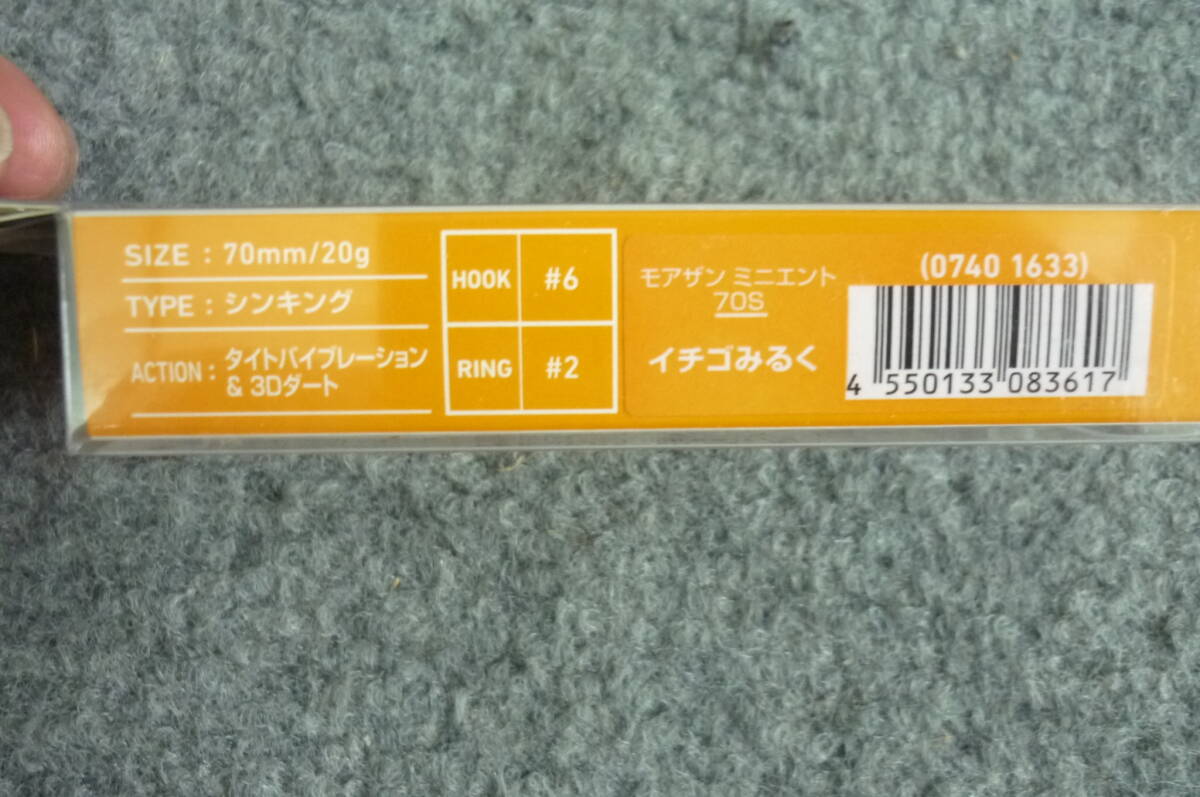 SIZE : 70mm/20g
TYPE : シンキング
ACTION : タイトバイブレーション
& 3Dダート
HOOK #6
RING #2
モアザン ミニエント
70S
イチゴみるく
(0740 1633)
4 550133 083617